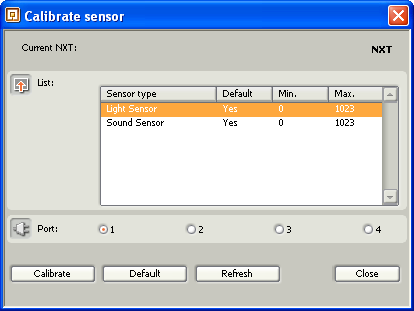 Calibrate sensor
Current NXT: NXT
List:
Sensor type Default Min. Max.
Light Sensor Yes 0 1023
Sound Sensor Yes 0 1023
Port: 1 2 3 4
Calibrate Default Refresh Close